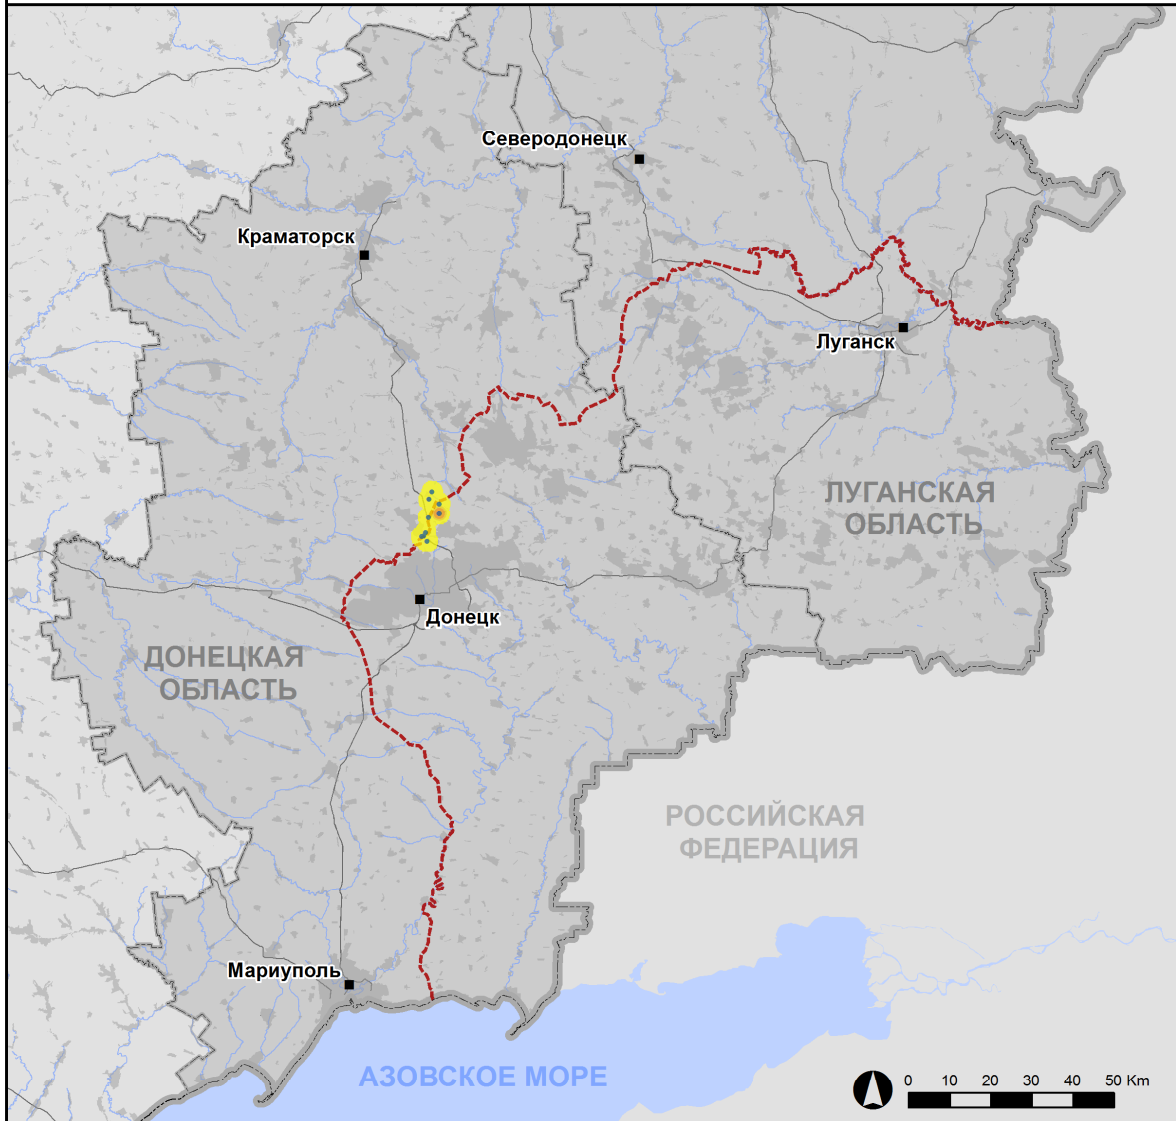 Северодонецк
Краматорск
Луганск
ЛУГАНСКАЯ
ОБЛАСТЬ
Донецк
ДОНЕЦКАЯ
ОБЛАСТЬ
РОССИЙСКАЯ
ФЕДЕРАЦИЯ
Мариуполь
АЗОВСКОЕ МОРЕ
0 10 20 30 40 50 Km